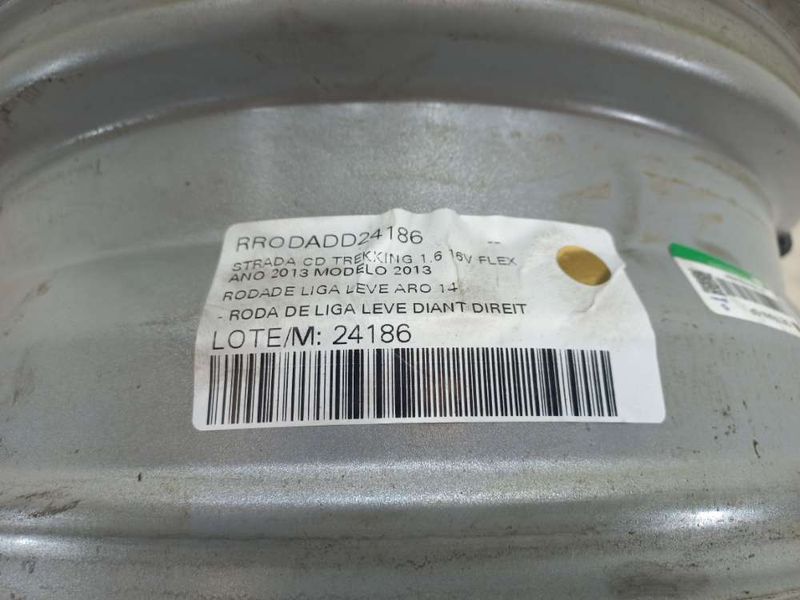 RRODADD24186 --
STRADA CD TREKKING 1.6 16V FLEX
ANO 2013 MODELO 2013
RODADE LIGA LEVE ARO 14
- RODA DE LIGA LEVE DIANT DIREIT
LOTE/M: 24186